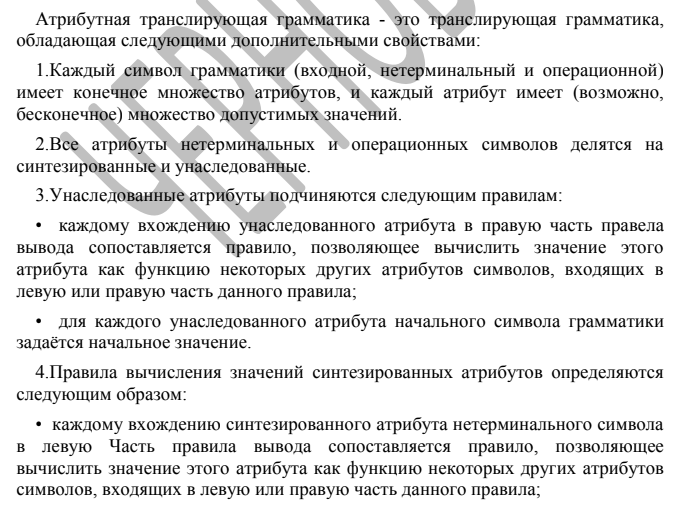 Атрибутная транслирующая грамматика - это транслирующая грамматика,
обладающая следующими дополнительными свойствами:
1.Каждый символ грамматики (входной, нетерминальный и операционной)
имеет конечное множество атрибутов, и каждый атрибут имеет (возможно,
бесконечное) множество допустимых значений.
2.Все атрибуты нетерминальных и операционных символов делятся на
синтезированные и унаследованные.
3.Унаследованные атрибуты подчиняются следующим правилам:
• каждому вхождению унаследованного атрибута в правую часть правела
вывода сопоставляется правило, позволяющее вычислить значение этого
атрибута как функцию некоторых других атрибутов символов, входящих в
левую или правую часть данного правила;
• для каждого унаследованного атрибута начального символа грамматики
задаётся начальное значение.
4.Правила вычисления значений синтезированных атрибутов определяются
следующим образом:
• каждому вхождению синтезированного атрибута нетерминального символа
в левую Часть правила вывода сопоставляется правило, позволяющее
вычислить значение этого атрибута как функцию некоторых других атрибутов
символов, входящих в левую или правую часть данного правила;